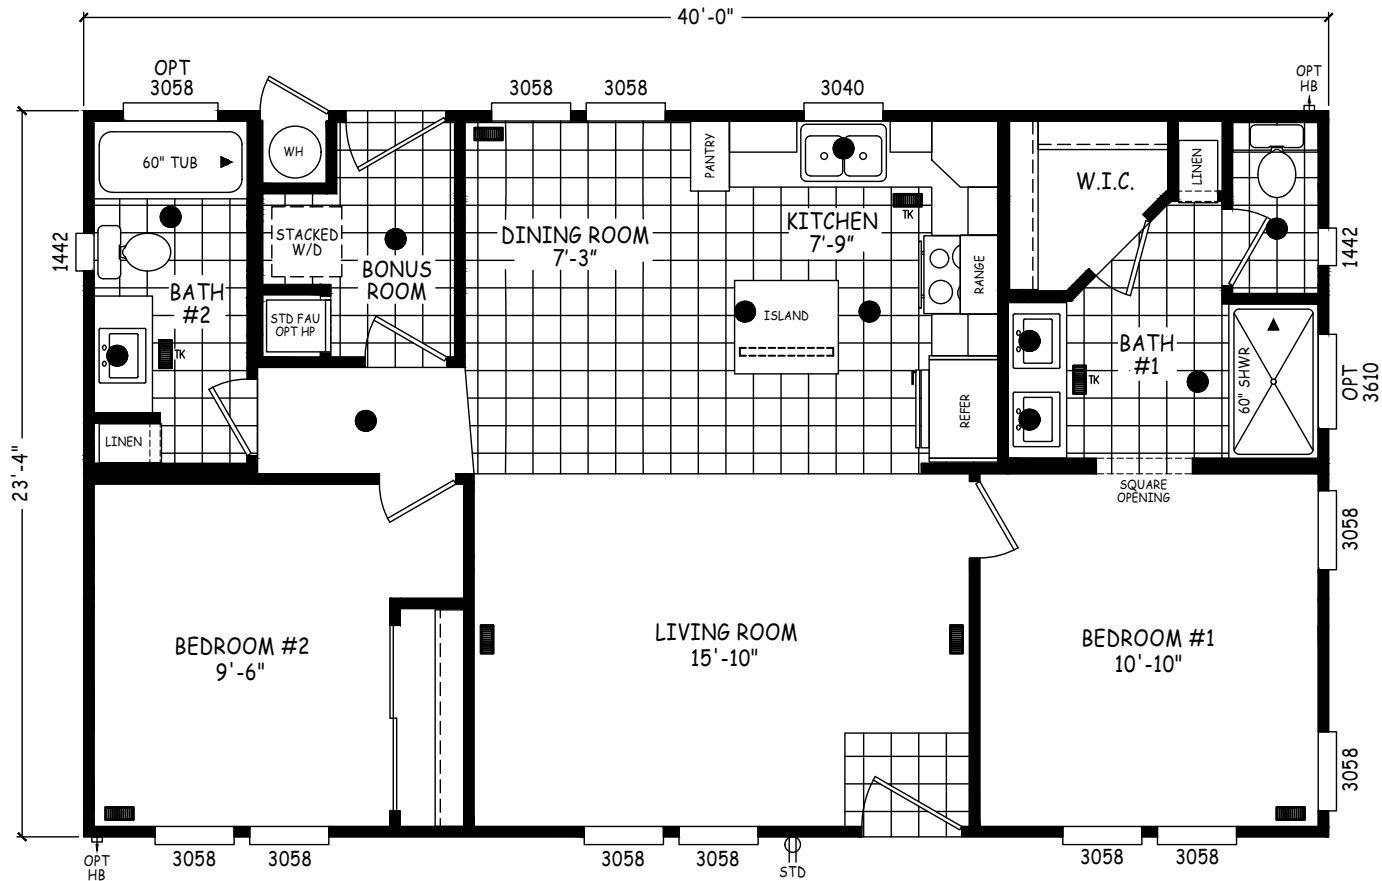 40'-0"
OPT
3058
3058
3058
3040
OPT
HB
60" TUB
WH
PANTRY
W.I.C.
LINEN
STACKED
W/D
DINING ROOM
7'-3"
KITCHEN
7'-9"
TK
1442
1442
BONUS
ROOM
RANGE
BATH
#2
STD FAU
OPT HP
ISLAND
TK
BATH
#1
TK
60" SHWR
OPT
3610
REFER
LINEN
23'-4"
SQUARE
OPENING
3058
BEDROOM #2
9'-6"
LIVING ROOM
15'-10"
BEDROOM #1
10'-10"
3058
OPT
HB
3058
3058
3058
3058
STD
3058
3058